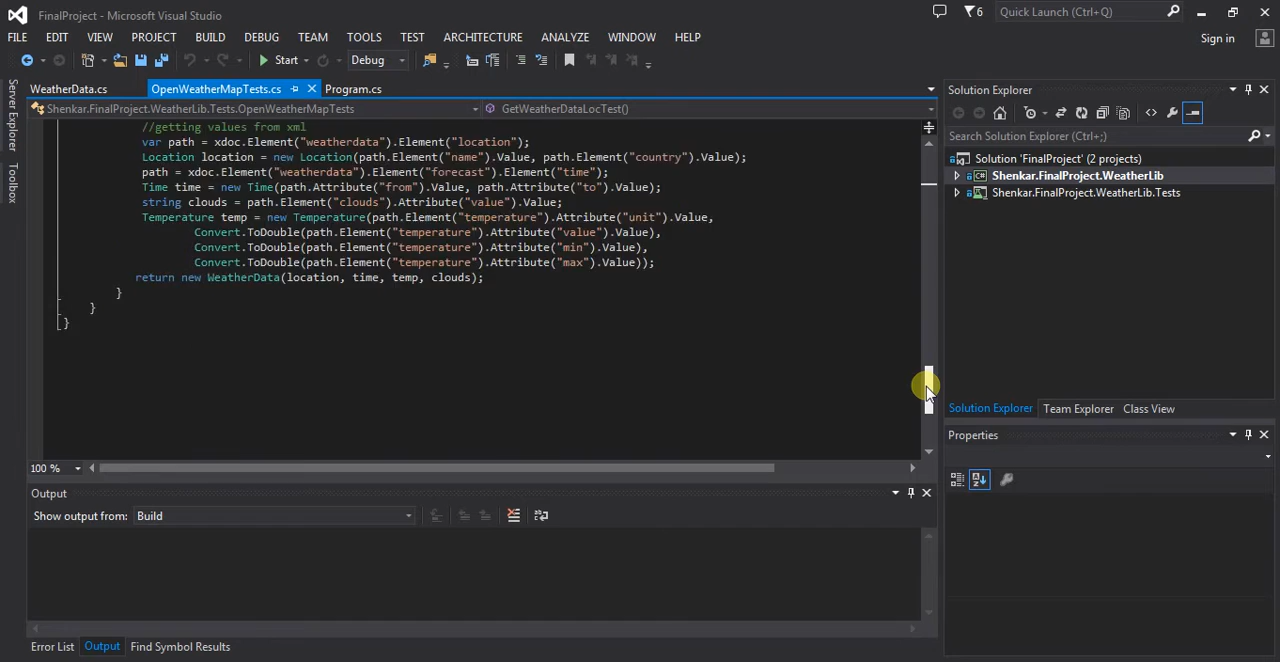 FinalProject - Microsoft Visual Studio
6
Quick Launch (Ctrl+Q)
FILE EDIT VIEW PROJECT BUILD DEBUG TEAM TOOLS TEST ARCHITECTURE ANALYZE WINDOW HELP
Sign in
Start
Debug
Server Explorer
Toolbox
WeatherData.cs
OpenWeatherMapTests.cs
Program.cs
Shenkar.FinalProject.WeatherLib.Tests.OpenWeatherMapTests
GetWeatherDataLocTest()
//getting values from xml
var path = xdoc.Element("weatherdata").Element("location");
Location location = new Location(path.Element("name").Value, path.Element("country").Value);
path = xdoc.Element("weatherdata").Element("forecast").Element("time");
Time time = new Time(path.Attribute("from").Value, path.Attribute("to").Value);
string clouds = path.Element("clouds").Attribute("value").Value;
Temperature temp = new Temperature(path.Element("temperature").Attribute("unit").Value,
Convert.ToDouble(path.Element("temperature").Attribute("value").Value),
Convert.ToDouble(path.Element("temperature").Attribute("min").Value),
Convert.ToDouble(path.Element("temperature").Attribute("max").Value));
return new WeatherData(location, time, temp, clouds);
}
}
}
100 %
Output
Show output from: Build
Error List
Output
Find Symbol Results
Solution Explorer
Search Solution Explorer (Ctrl+;)
Solution 'FinalProject' (2 projects)
Shenkar.FinalProject.WeatherLib
Shenkar.FinalProject.WeatherLib.Tests
Solution Explorer
Team Explorer
Class View
Properties